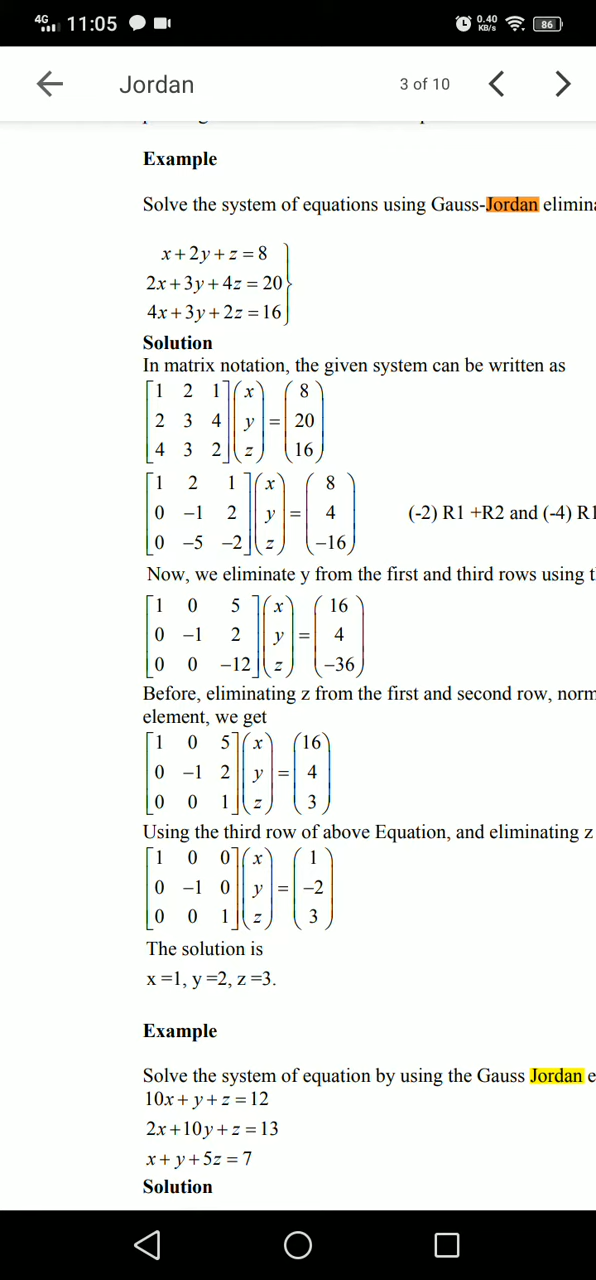 4G 11:05 0.40 KB/s 86
Jordan 3 of 10
Example
Solve the system of equations using Gauss-Jordan elimin
x+2y+z=8
2x+3y+4z=20
4x+3y+2z=16
Solution
In matrix notation, the given system can be written as
[1 2 1] (x) (8)
[2 3 4] (y) = (20)
[4 3 2] (z) (16)
[1 2 1] (x) (8)
[0 −1 2] (y) = (4) (-2) R1 +R2 and (-4) R1
[0 −5 −2] (z) (−16)
Now, we eliminate y from the first and third rows using t
[1 0 5] (x) (16)
[0 −1 2] (y) = (4)
[0 0 −12] (z) (−36)
Before, eliminating z from the first and second row, norm
element, we get
[1 0 5] (x) (16)
[0 −1 2] (y) = (4)
[0 0 1] (z) (3)
Using the third row of above Equation, and eliminating z
[1 0 0] (x) (1)
[0 −1 0] (y) = (−2)
[0 0 1] (z) (3)
The solution is
x =1, y =2, z =3.
Example
Solve the system of equation by using the Gauss Jordan e
10x+y+z=12
2x+10y+z=13
x+y+5z=7
Solution